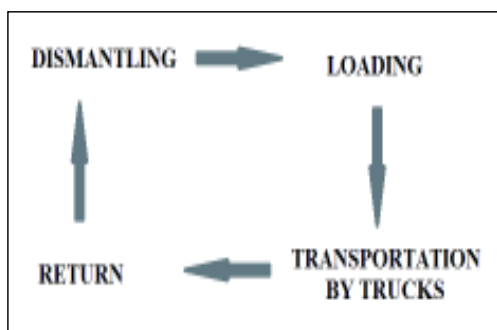 DISMANTLING
LOADING
TRANSPORTATION
BY TRUCKS
RETURN